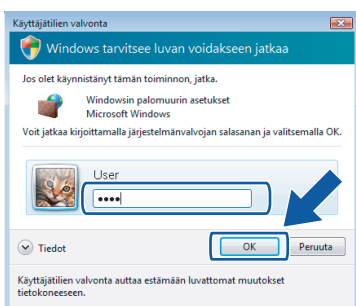 Käyttäjätilien valvonta
Windows tarvitsee luvan voidakseen jatkaa
Jos olet käynnistänyt tämän toiminnon, jatka.
Windowsin palomuurin asetukset
Microsoft Windows
Voit jatkaa kirjoittamalla järjestelmänvalvojan salasanan ja valitsemalla OK.
User
••••
Tiedot
OK
Peruuta
Käyttäjätilien valvonta auttaa estämään luvattomat muutokset
tietokoneeseen.